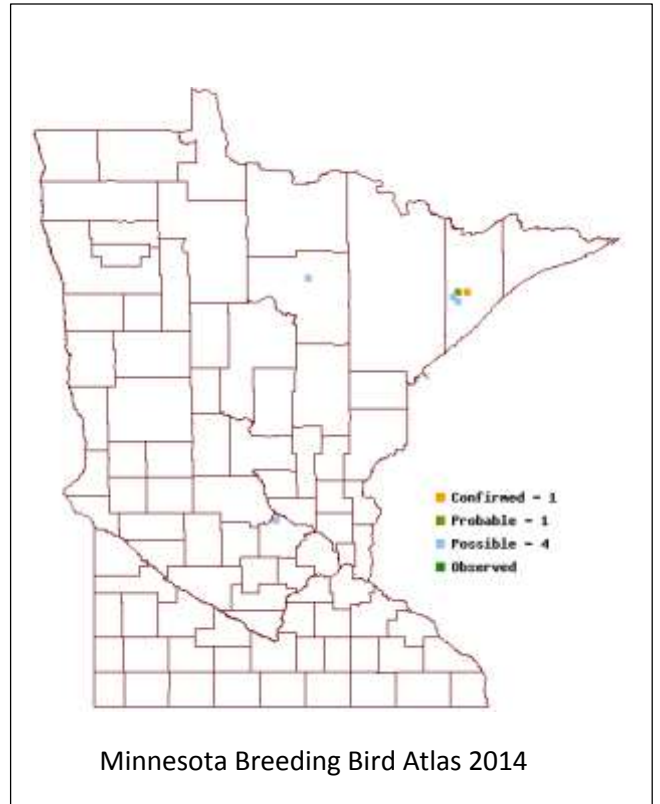 Confirmed - 1
Probable - 1
Possible - 4
Observed
Minnesota Breeding Bird Atlas 2014